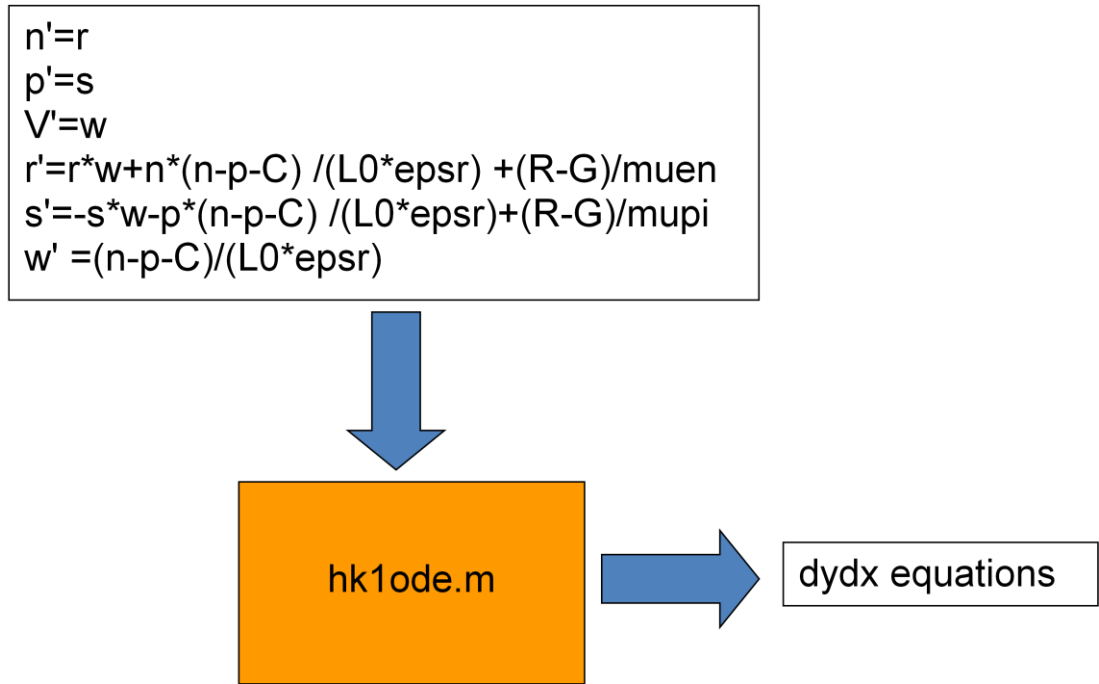 n'=r
p'=s
V'=w
r'=r*w+n*(n-p-C) /(L0*epsr) +(R-G)/muen
s'=-s*w-p*(n-p-C) /(L0*epsr)+(R-G)/mupi
w' =(n-p-C)/(L0*epsr)
hk1ode.m
dydx equations